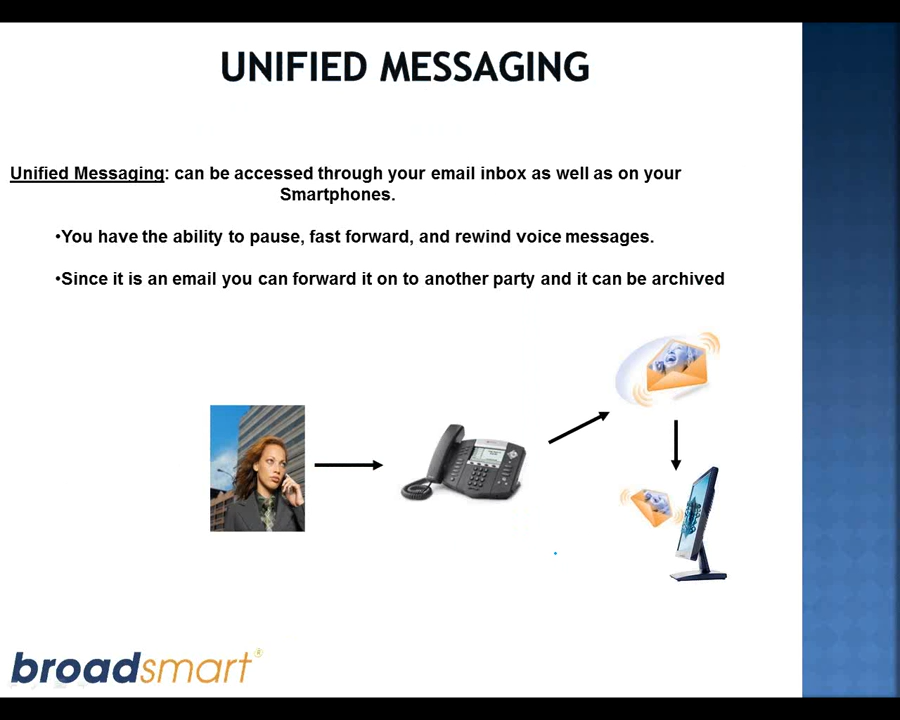 UNIFIED MESSAGING
Unified Messaging: can be accessed through your email inbox as well as on your
Smartphones.
•You have the ability to pause, fast forward, and rewind voice messages.
•Since it is an email you can forward it on to another party and it can be archived
broadsmart®